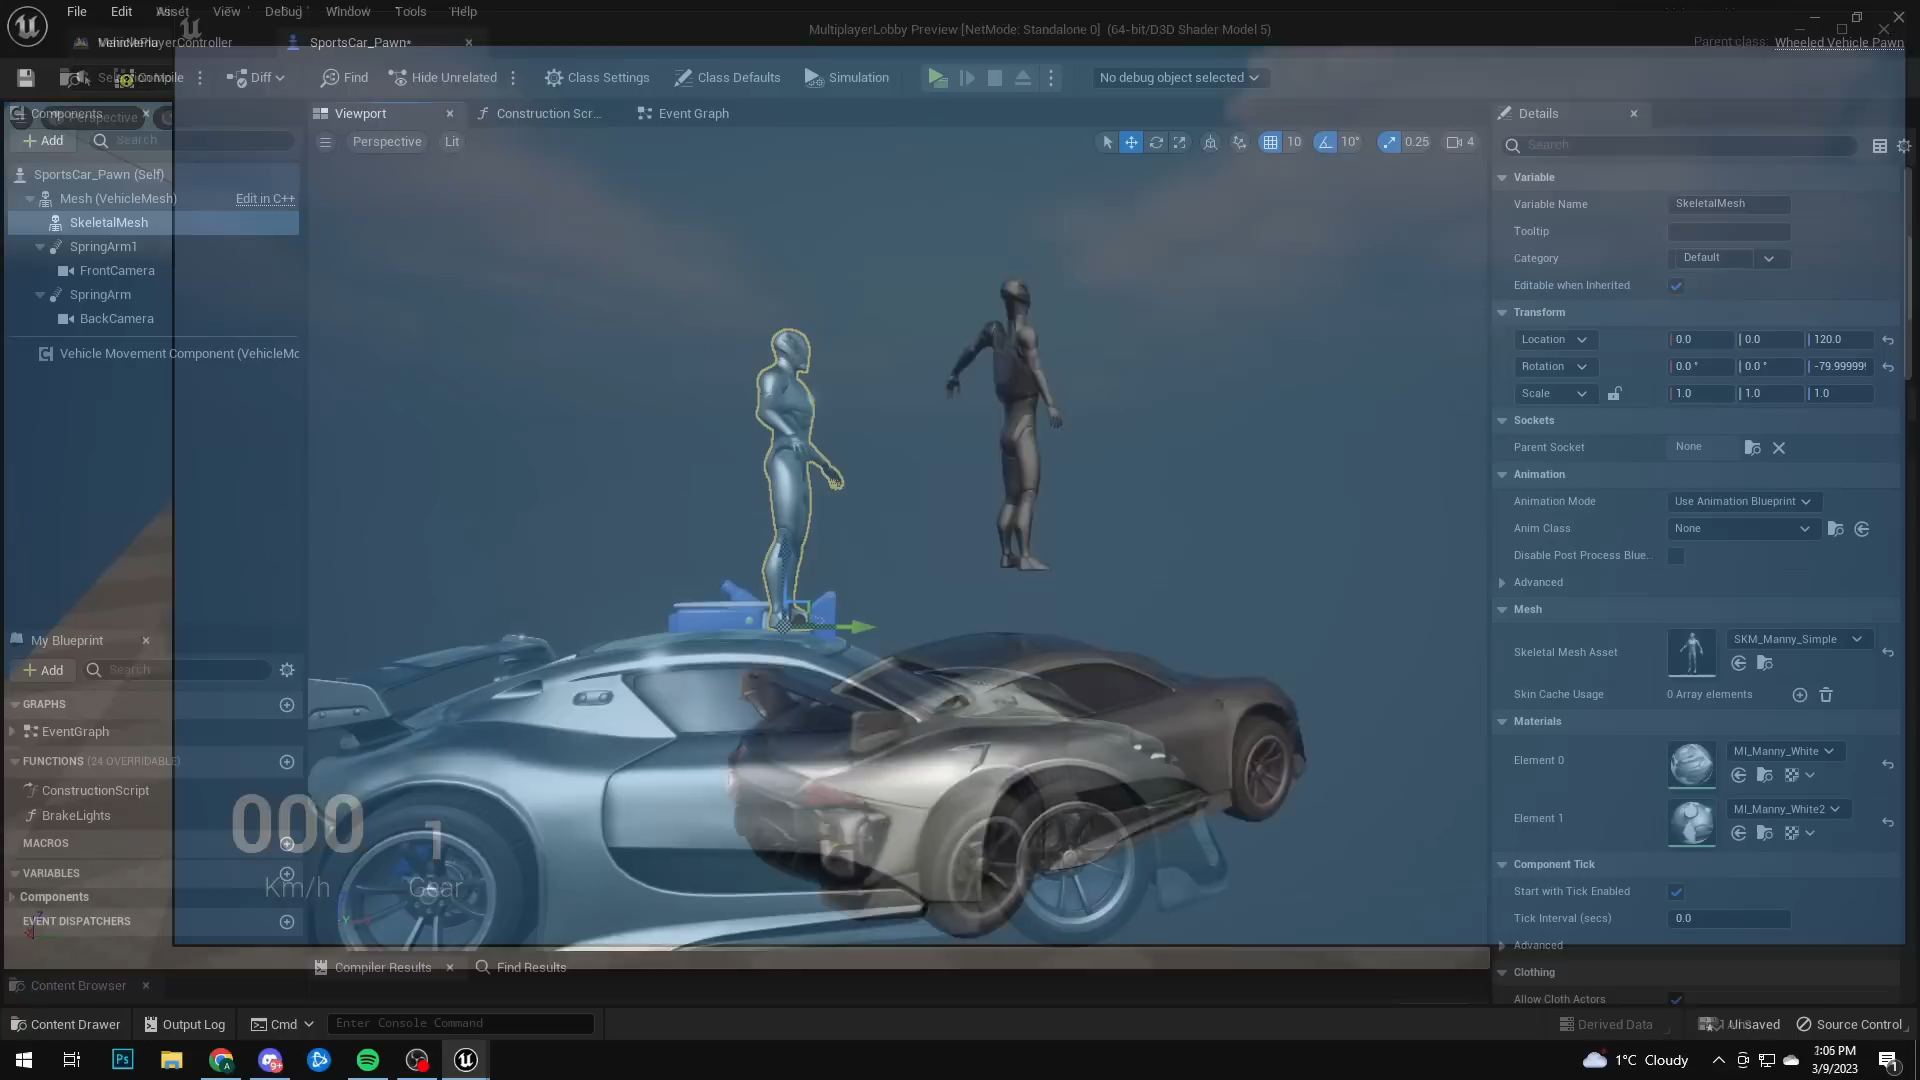 File Edit Asset View Debug Window Tools Help
MultiplayerLobby Preview [NetMode: Standalone 0] (64-bit/D3D Shader Model 5)
SportsCar_Pawn*
Parent class: Wheeled Vehicle Pawn
Compile Diff Find Hide Unrelated Class Settings Class Defaults Simulation No debug object selected
Components
Perspective
Viewport Construction Scr... Event Graph
Details
Add Search
Perspective Lit
10 10° 0.25 4
Search
SportsCar_Pawn (Self)
Mesh (VehicleMesh) Edit in C++
SkeletalMesh
SpringArm1
FrontCamera
SpringArm
BackCamera
Vehicle Movement Component (VehicleMc
Variable
Variable Name SkeletalMesh
Tooltip
Category Default
Editable when Inherited
Transform
Location 0.0 0.0 120.0
Rotation 0.0 ° 0.0 ° -79.999999
Scale 1.0 1.0 1.0
Sockets
Parent Socket None
Animation
Animation Mode Use Animation Blueprint
Anim Class None
Disable Post Process Blue..
Advanced
Mesh
Skeletal Mesh Asset SKM_Manny_Simple
Skin Cache Usage 0 Array elements
Materials
Element 0 MI_Manny_White
Element 1 MI_Manny_White2
Component Tick
Start with Tick Enabled
Tick Interval (secs) 0.0
Advanced
Clothing
Allow Cloth Actors
My Blueprint
Add Search
GRAPHS
EventGraph
FUNCTIONS (24 OVERRIDABLE)
ConstructionScript
BrakeLights
MACROS
VARIABLES
Components
EVENT DISPATCHERS
000 1
Km/h Gear
Compiler Results Find Results
Content Browser
Content Drawer Output Log Cmd Enter Console Command
Derived Data Unsaved Source Control
1°C Cloudy
2:05 PM
3/9/2023